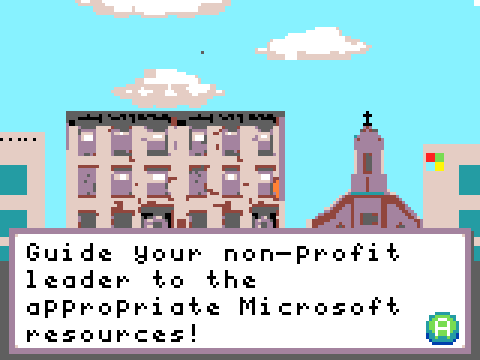 Guide your non-profit
leader to the
appropriate Microsoft
resources!
A